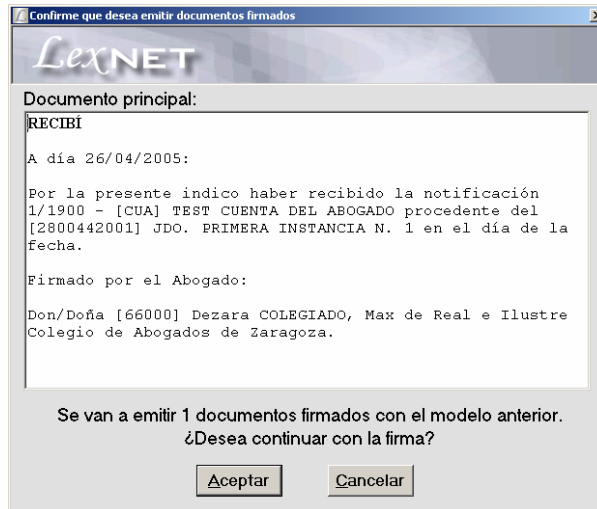 Confirme que desea emitir documentos firmados
LexNET
Documento principal:
RECIBÍ
A día 26/04/2005:
Por la presente indico haber recibido la notificación
1/1900 - [CUA] TEST CUENTA DEL ABOGADO procedente del
[2800442001] JDO. PRIMERA INSTANCIA N. 1 en el día de la
fecha.
Firmado por el Abogado:
Don/Doña [66000] Dezara COLEGIADO, Max de Real e Ilustre
Colegio de Abogados de Zaragoza.
Se van a emitir 1 documentos firmados con el modelo anterior.
¿Desea continuar con la firma?
Aceptar Cancelar